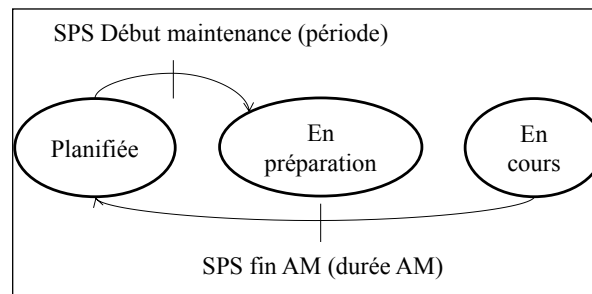 SPS Début maintenance (période)
Planifiée
En
préparation
En
cours
SPS fin AM (durée AM)